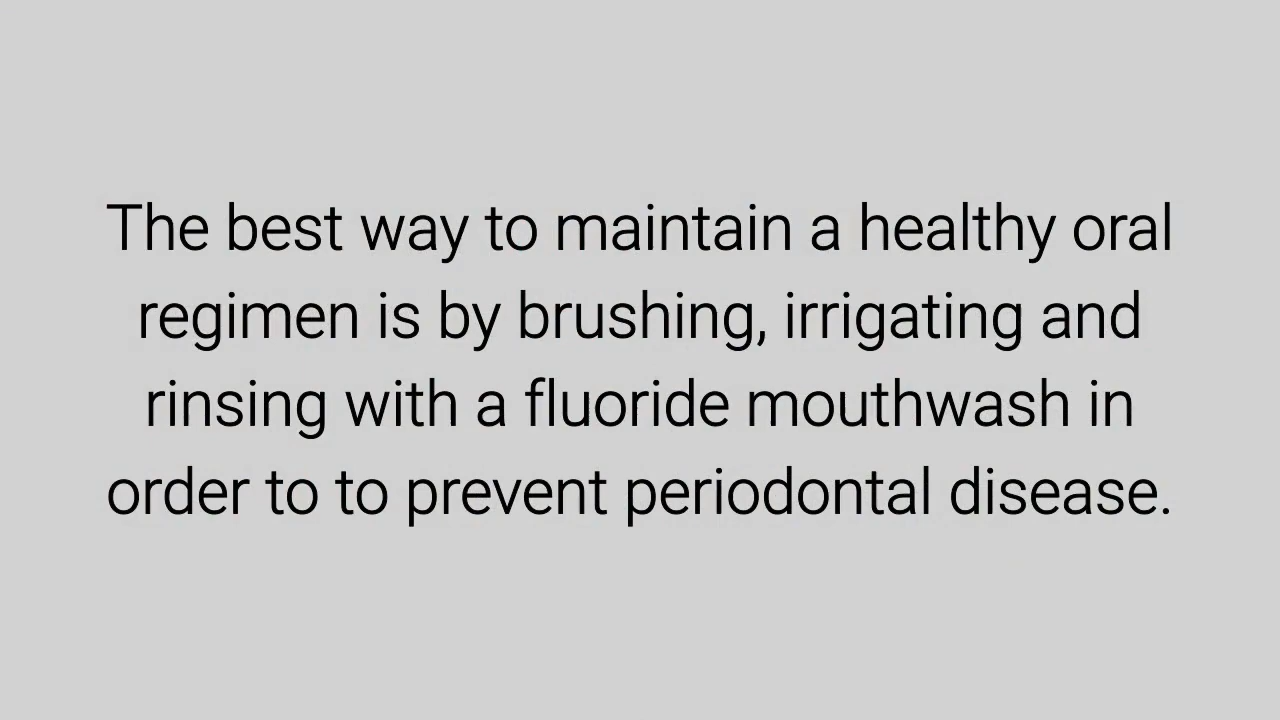 The best way to maintain a healthy oral
regimen is by brushing, irrigating and
rinsing with a fluoride mouthwash in
order to to prevent periodontal disease.